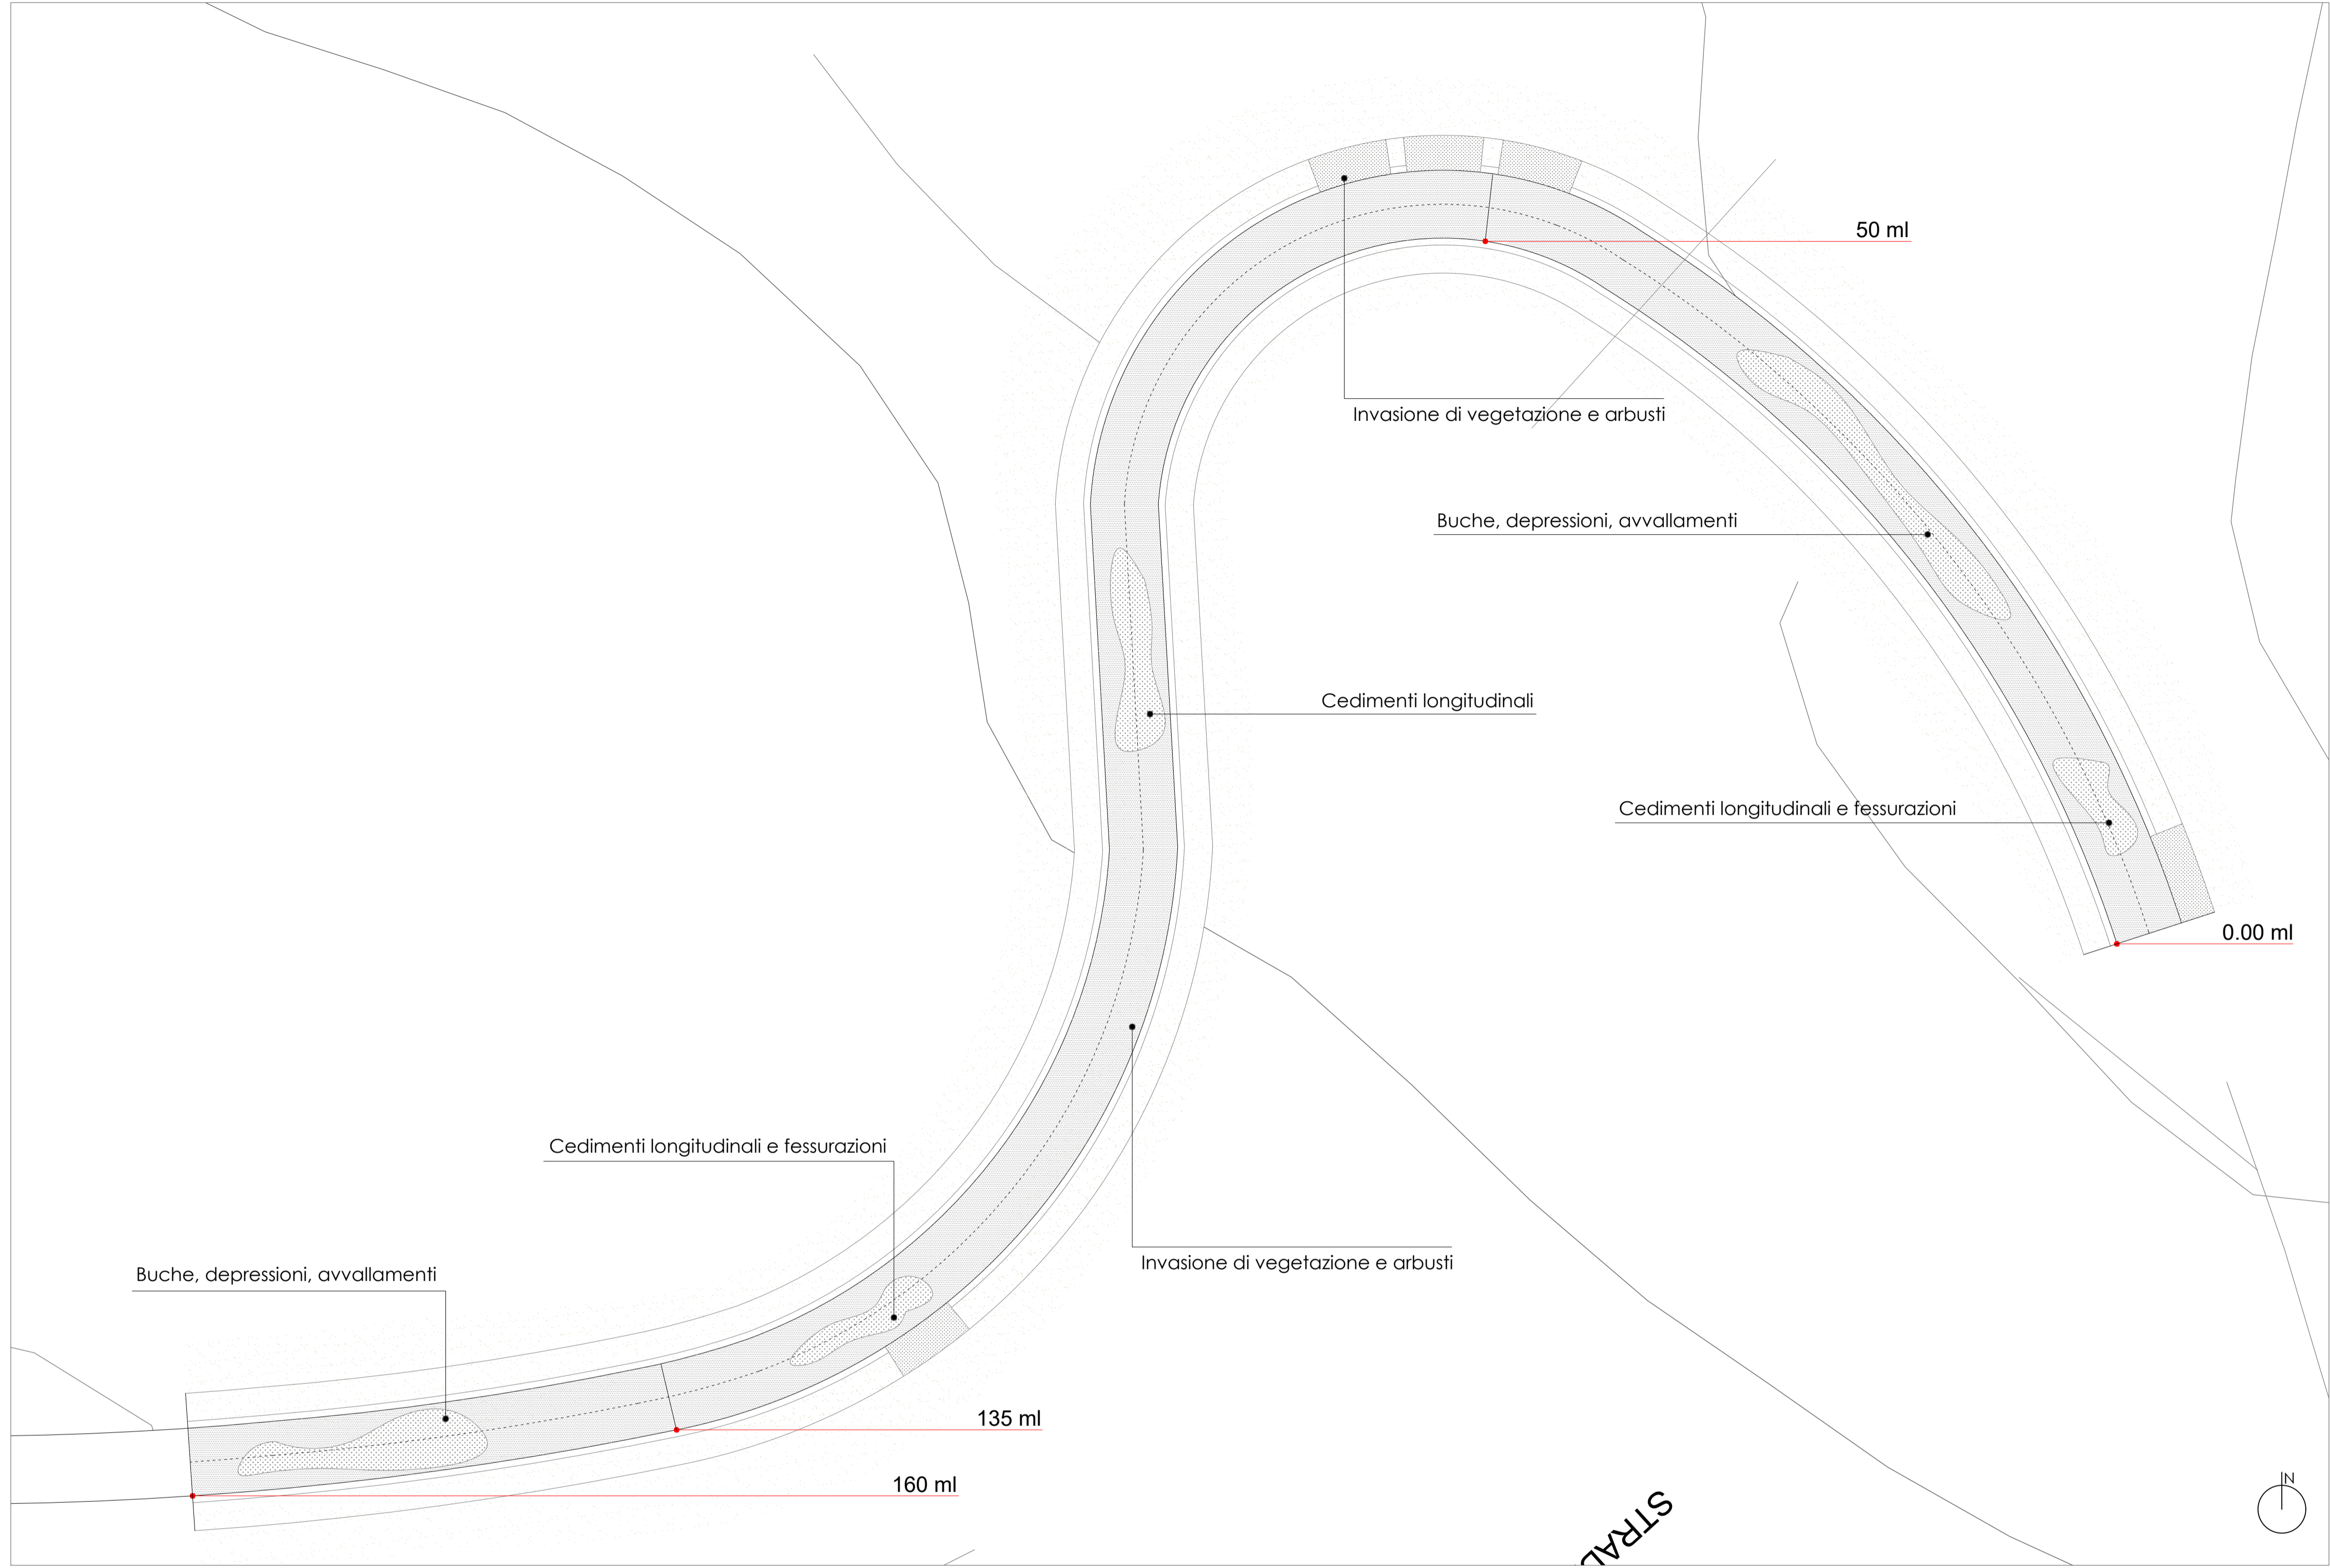 50 ml
Invasione di vegetazione e arbusti
Buche, depressioni, avvallamenti
Cedimenti longitudinali
Cedimenti longitudinali e fessurazioni
0.00 ml
Cedimenti longitudinali e fessurazioni
Invasione di vegetazione e arbusti
Buche, depressioni, avvallamenti
135 ml
160 ml
N
STRAD